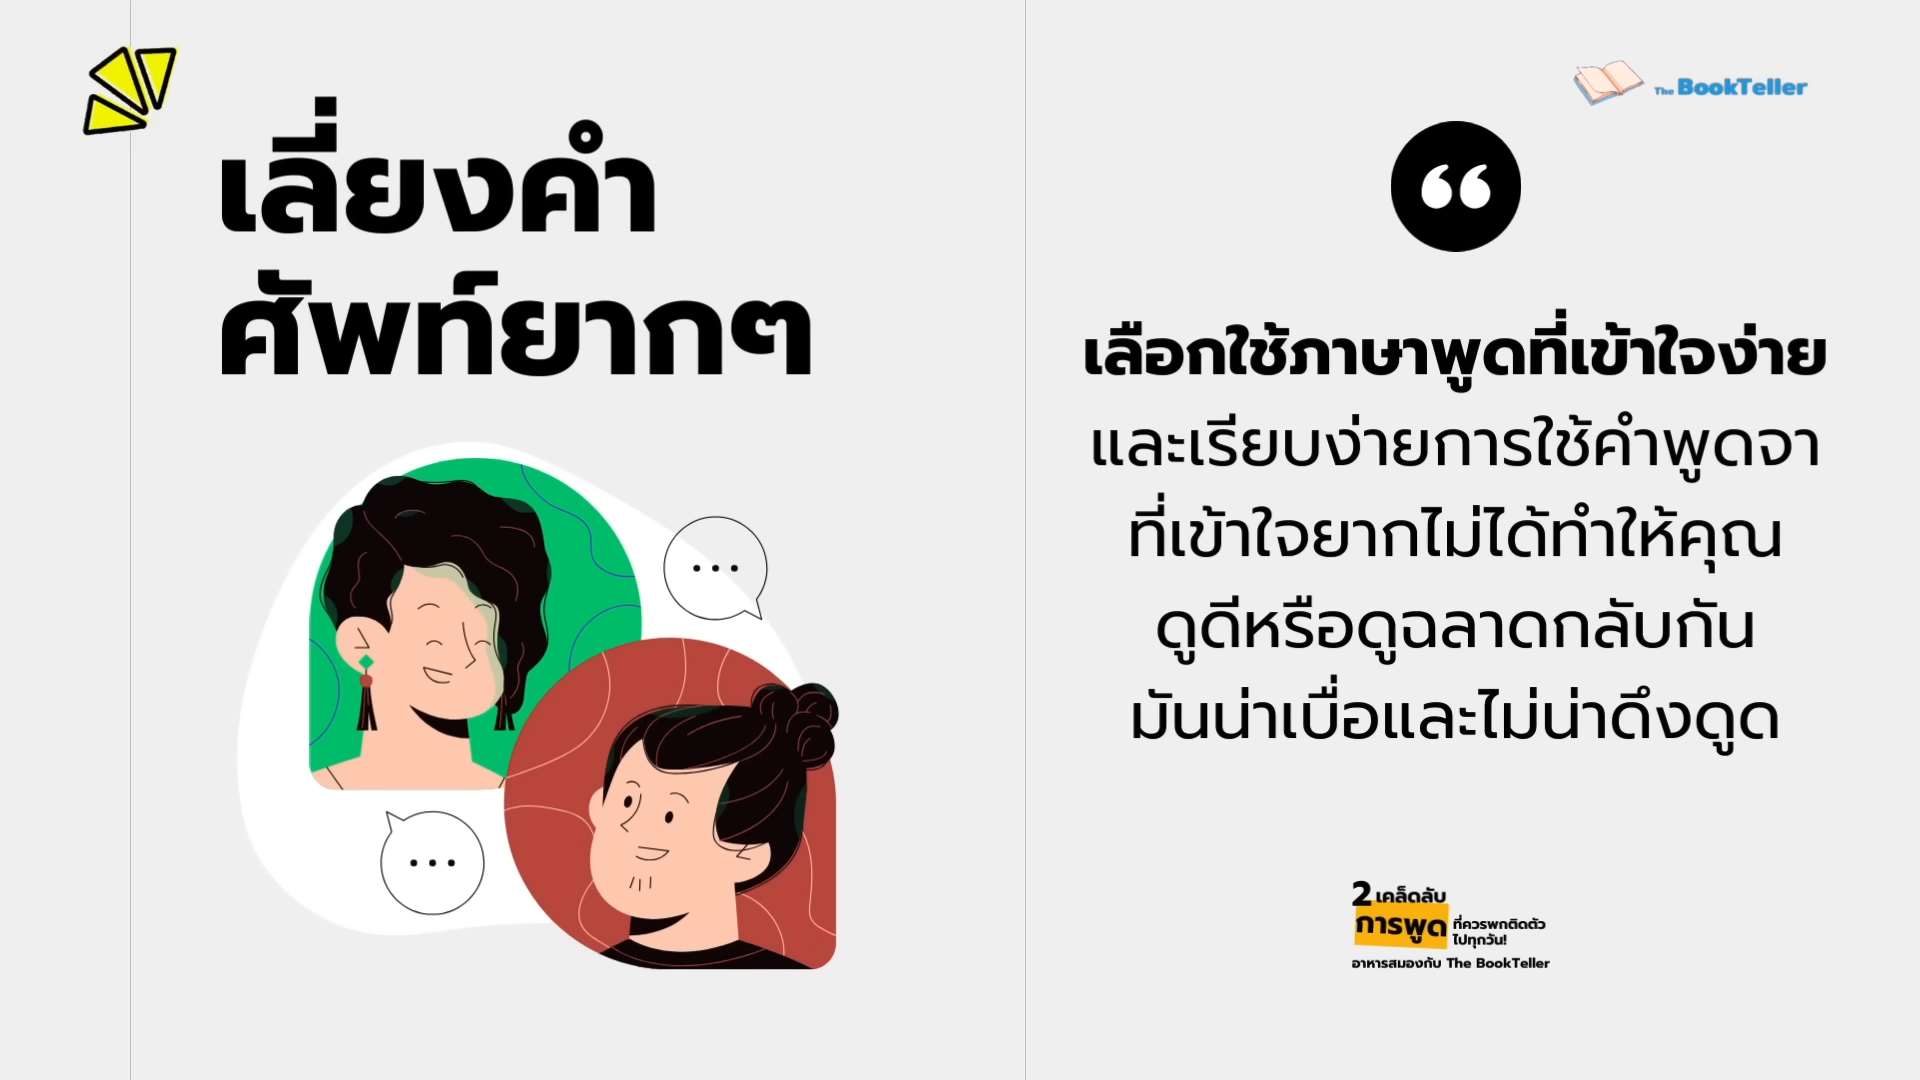 เลี่ยงคำ
ศัพท์ยากๆ
The BookTeller
เลือกใช้ภาษาพูดที่เข้าใจง่าย
และเรียบง่ายการใช้คำพูดจา
ที่เข้าใจยากไม่ได้ทำให้คุณ
ดูดีหรือดูฉลาดกลับกัน
มันน่าเบื่อและไม่น่าดึงดูด
2 เคล็ดลับ
การพูด ที่ควรพกติดตัว
ไปทุกวัน!
อาหารสมองกับ The BookTeller